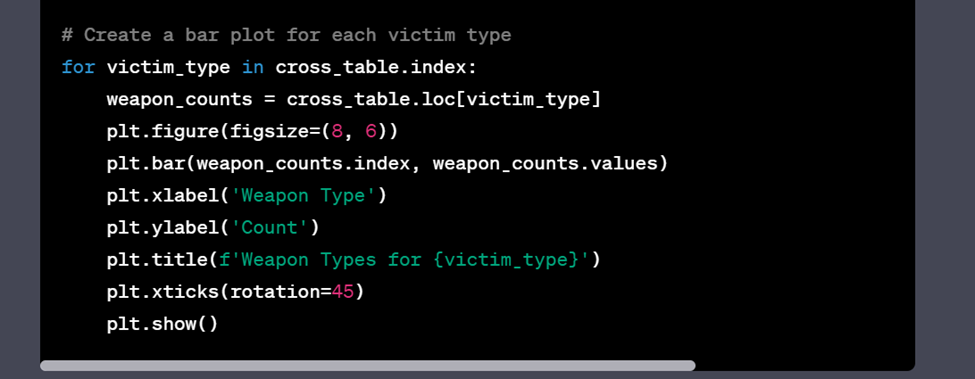 # Create a bar plot for each victim type
for victim_type in cross_table.index:
    weapon_counts = cross_table.loc[victim_type]
    plt.figure(figsize=(8, 6))
    plt.bar(weapon_counts.index, weapon_counts.values)
    plt.xlabel('Weapon Type')
    plt.ylabel('Count')
    plt.title(f'Weapon Types for {victim_type}')
    plt.xticks(rotation=45)
    plt.show()